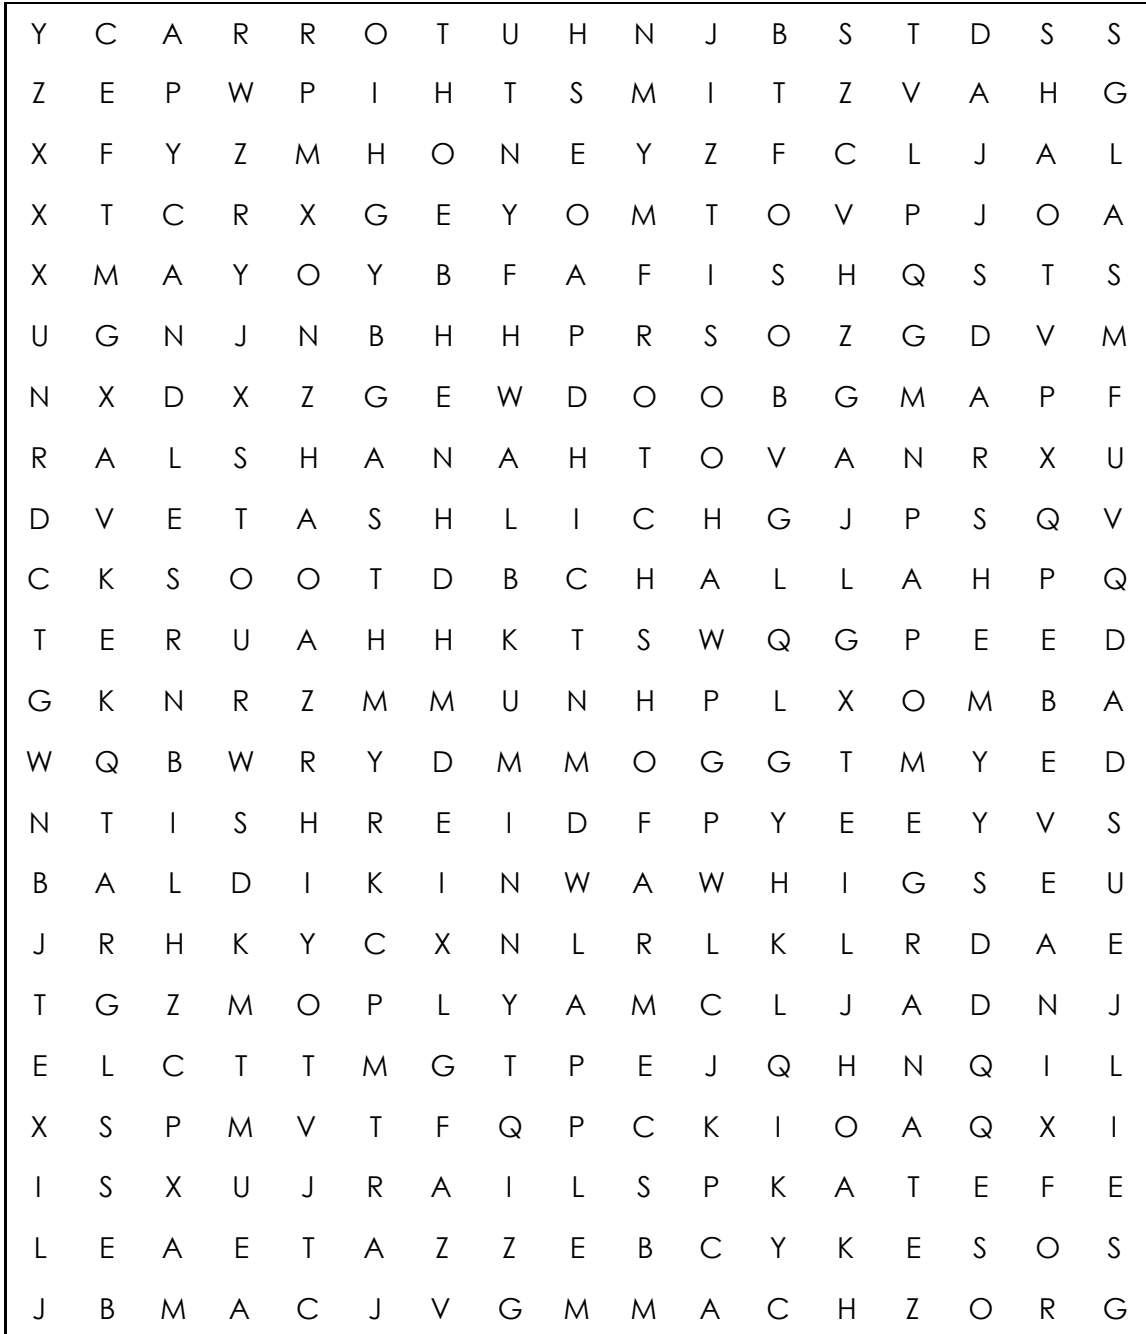 Y C A R R O T U H N J B S T D S S
Z E P W P I H T S M I T Z V A H G
X F Y Z M H O N E Y Z F C L J A L
X T C R X G E Y O M T O V P J O A
X M A Y O Y B F A F I S H Q S T S
U G N J N B H H P R S O Z G D V M
N X D X Z G E W D O O B G M A P F
R A L S H A N A H T O V A N R X U
D V E T A S H L I C H G J P S Q V
C K S O O T D B C H A L L A H P Q
T E R U A H H K T S W Q G P E E D
G K N R Z M M U N H P L X O M B A
W Q B W R Y D M M O G G T M Y E D
N T I S H R E I D F P Y E E Y V S
B A L D I K I N W A W H I G S E U
J R H K Y C X N L R L K L R D A E
T G Z M O P L Y A M C L J A D N J
E L C T T M G T P E J Q H N Q I L
X S P M V T F Q P C K I O A Q X I
I S X U J R A I L S P K A T E F E
L E A E T A Z Z E B C Y K E S O S
J B M A C J V G M M A C H Z O R G